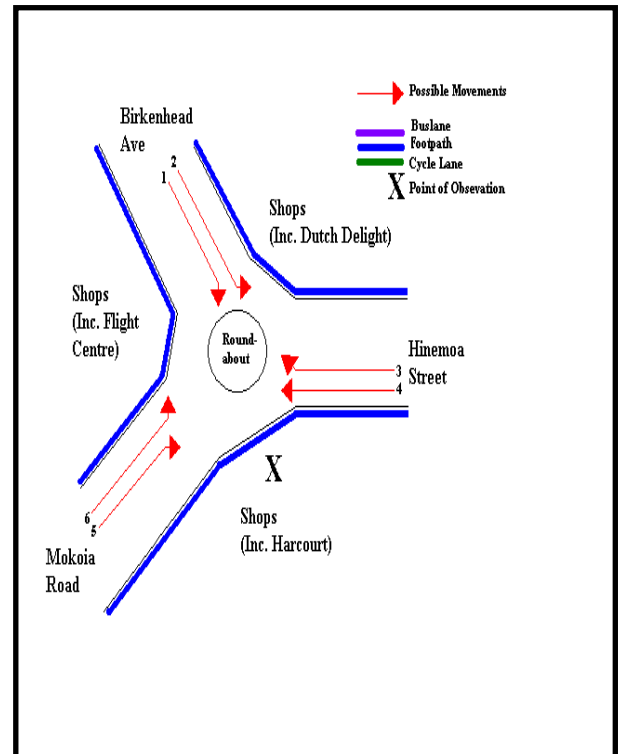 Possible Movements
Buslane
Footpath
Cycle Lane
X Point of Obsevation
Birkenhead
Ave
2
1
Shops
(Inc. Dutch Delight)
Shops
(Inc. Flight
Centre)
Round-
about
Hinemoa
Street
3
4
6
5
X
Mokoia
Road
Shops
(Inc. Harcourt)